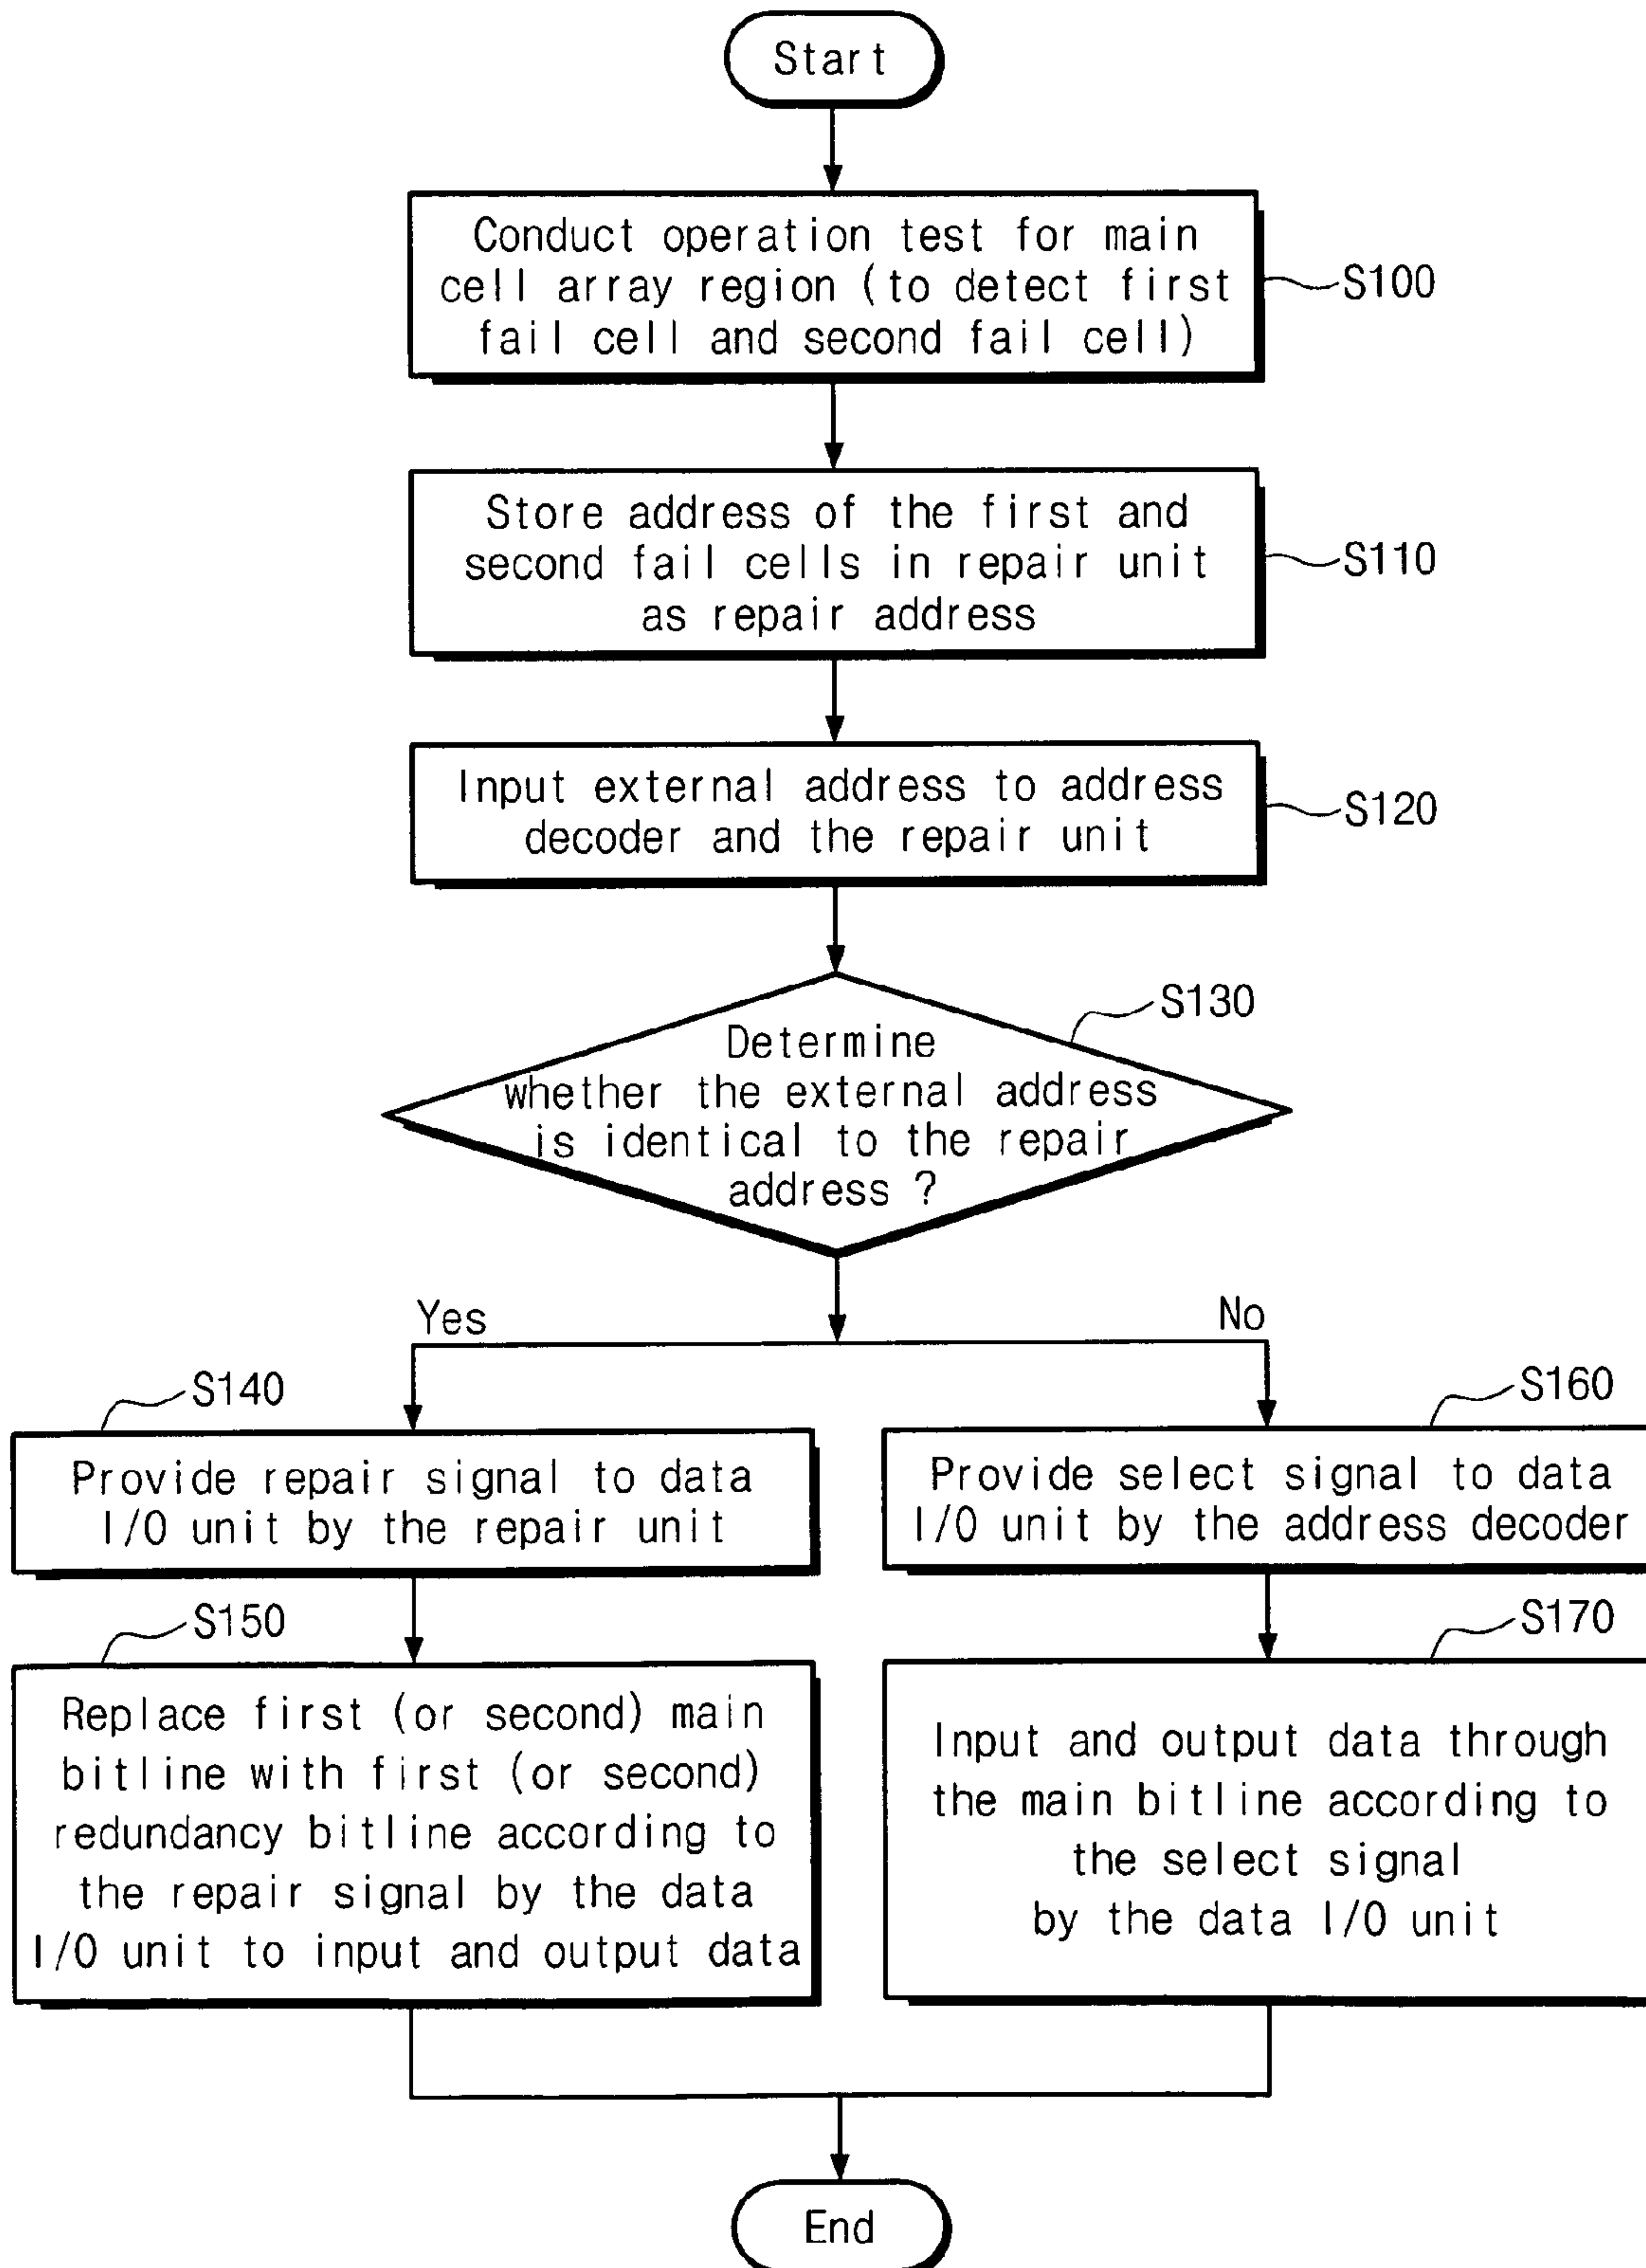 Start
Conduct operation test for main
cell array region (to detect first
fail cell and second fail cell)
S100
Store address of the first and
second fail cells in repair unit
as repair address
S110
Input external address to address
decoder and the repair unit
S120
S130
Determine
whether the external address
is identical to the repair
address ?
Yes
No
S140
Provide repair signal to data
I/O unit by the repair unit
S150
Replace first (or second) main
bitline with first (or second)
redundancy bitline according to
the repair signal by the data
I/O unit to input and output data
S160
Provide select signal to data
I/O unit by the address decoder
S170
Input and output data through
the main bitline according to
the select signal
by the data I/O unit
End